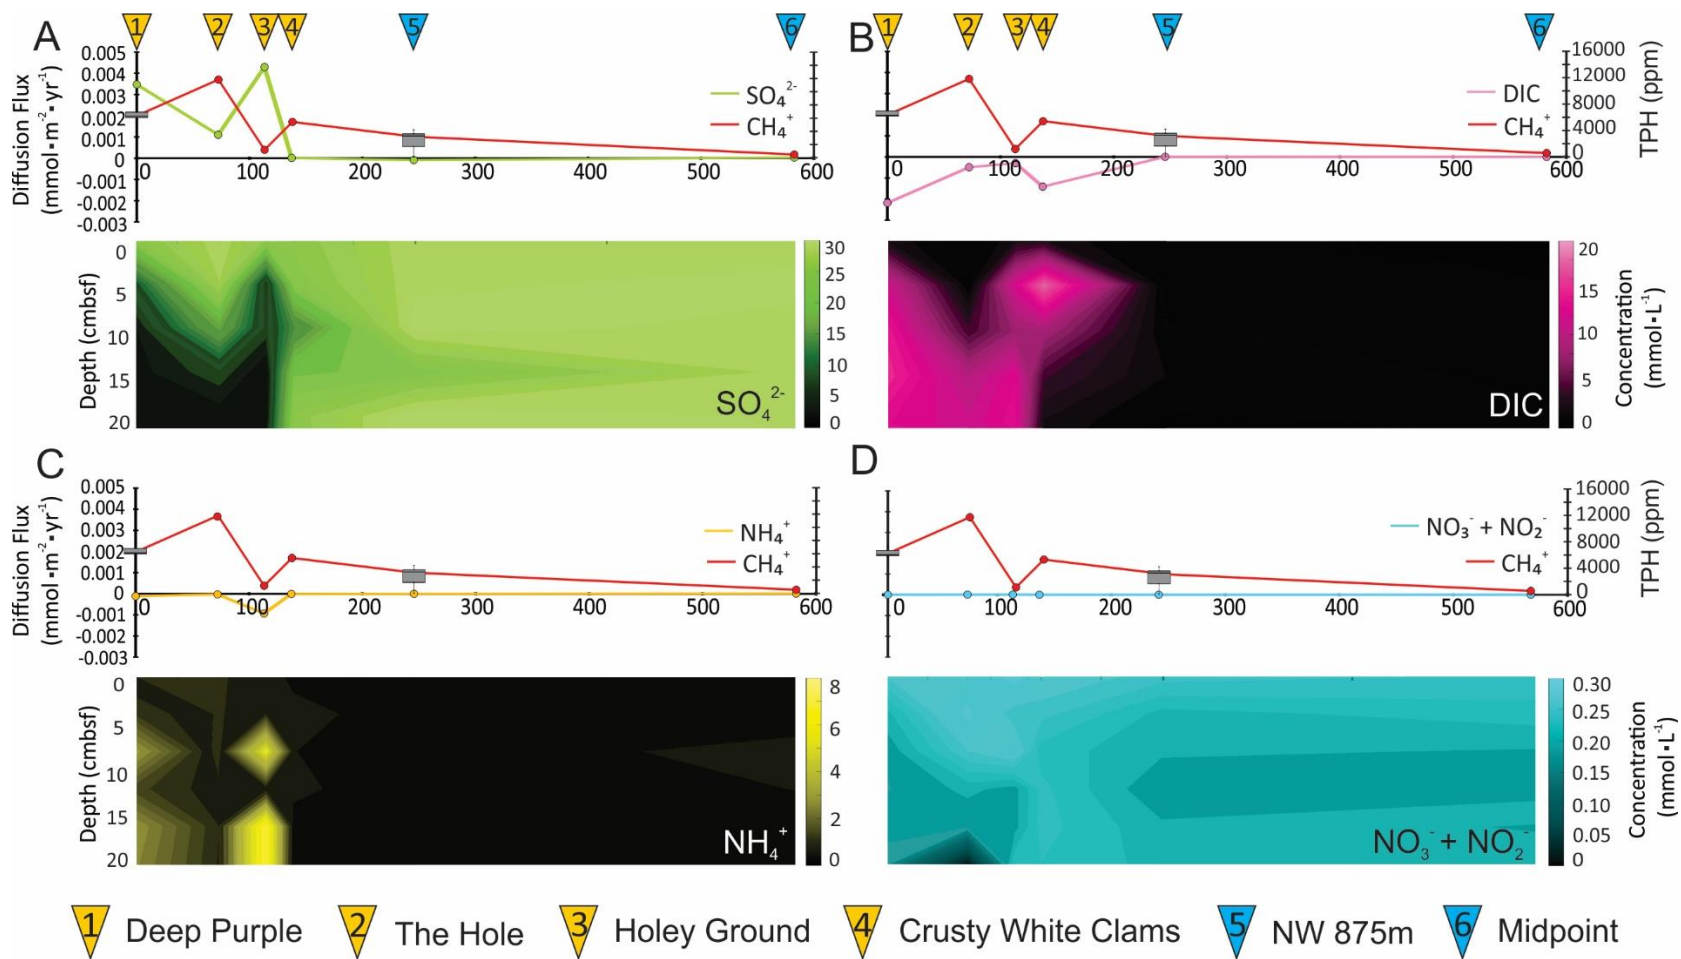 A
1 2 3 4 5 6
0.005
0.004
0.003
0.002
0.001
0
-0.001
-0.002
-0.003
Diffusion Flux
(mmol▪m⁻²▪yr⁻¹)
SO₄²⁻
CH₄⁺
0 100 200 300 400 500 600
0
5
10
15
20
Depth (cmbsf)
SO₄²⁻
30
25
20
15
10
5
0
B
1 2 3 4 5 6
DIC
CH₄⁺
16000
12000
8000
4000
0
TPH (ppm)
0 100 200 300 400 500 600
DIC
20
15
10
5
0
Concentration
(mmol▪L⁻¹)
C
0.005
0.004
0.003
0.002
0.001
0
-0.001
-0.002
-0.003
Diffusion Flux
(mmol▪m⁻²▪yr⁻¹)
NH₄⁺
CH₄⁺
0 100 200 300 400 500 600
0
5
10
15
20
Depth (cmbsf)
NH₄⁺
8
6
4
2
0
D
NO₃⁻ + NO₂⁻
CH₄⁺
16000
12000
8000
4000
0
TPH (ppm)
0 100 200 300 400 500 600
NO₃⁻ + NO₂⁻
0.30
0.25
0.20
0.15
0.10
0.05
0
Concentration
(mmol▪L⁻¹)
1 Deep Purple 2 The Hole 3 Holey Ground 4 Crusty White Clams 5 NW 875m 6 Midpoint